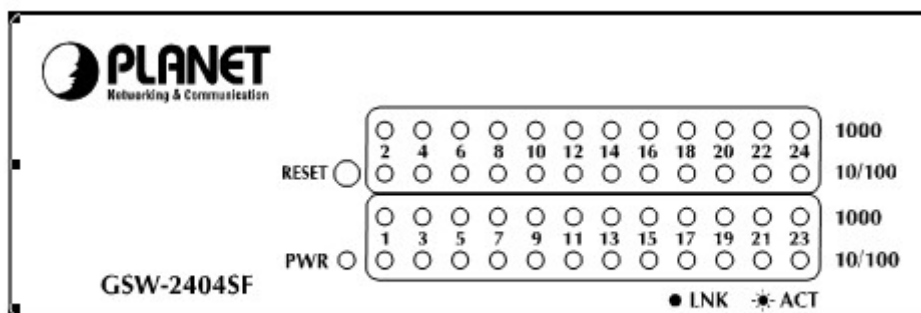 PLANET
Networking & Communication
1000
2 4 6 8 10 12 14 16 18 20 22 24
RESET 10/100
1000
1 3 5 7 9 11 13 15 17 19 21 23
PWR 10/100
GSW-2404SF
LNK ACT